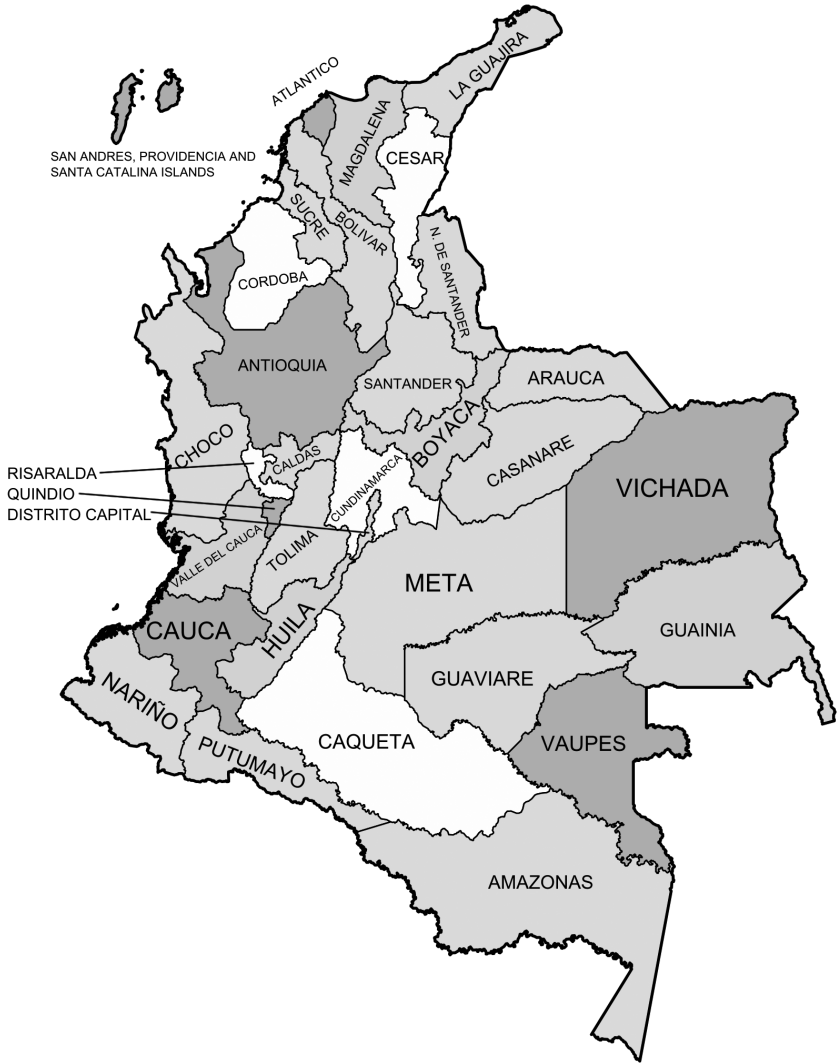 LA GUAJIRA
ATLANTICO
MAGDALENA
CESAR
SAN ANDRES, PROVIDENCIA AND
SANTA CATALINA ISLANDS
SUCRE
BOLIVAR
N. DE SANTANDER
CORDOBA
ANTIOQUIA
SANTANDER
ARAUCA
BOYACA
CHOCO
CASANARE
CALDAS
CUNDINAMARCA
RISARALDA
QUINDIO
DISTRITO CAPITAL
VICHADA
VALLE DEL CAUCA
TOLIMA
META
HUILA
CAUCA
GUAINIA
GUAVIARE
NARIÑO
PUTUMAYO
CAQUETA
VAUPES
AMAZONAS